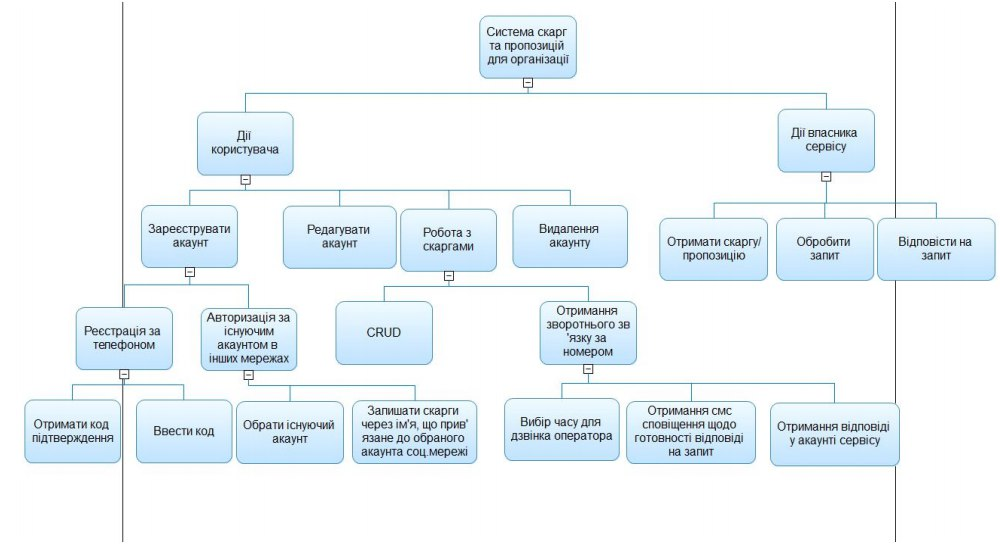 Система скарг
та пропозицій
для організації
Дії
користувача
Дії впасника
сервісу
Зареєструвати
акаунт
Редагувати
акаунт
Робота з
скаргами
Видапення
акаунту
Отримати скаргу/
пропозицію
Обробити
запит
Відповісти на
запит
Реєстрація за
телефоном
Авторизація за
існуючим
акаунтом в
інших мережах
CRUD
Отримання
зворотнього зв
'язку за
номером
Отримати код
підтвердження
Ввести код
Обрати існуючий
акаунт
Запишати скарги
через ім'я, що прив'
язане до обраного
акаунта соц.мережі
Вибір часу для
дзвінка оператора
Отримання смс
сповіщення щодо
готовності відповіді
на запит
Отримання відповіді
у акаунті сервісу